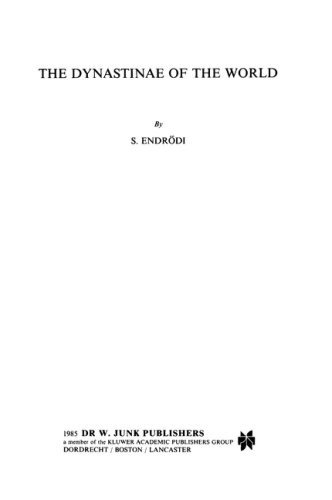 THE DYNASTINAE OF THE WORLD
By
S. ENDRÖDI
1985 DR W. JUNK PUBLISHERS
a member of the KLUWER ACADEMIC PUBLISHERS GROUP
DORDRECHT / BOSTON / LANCASTER